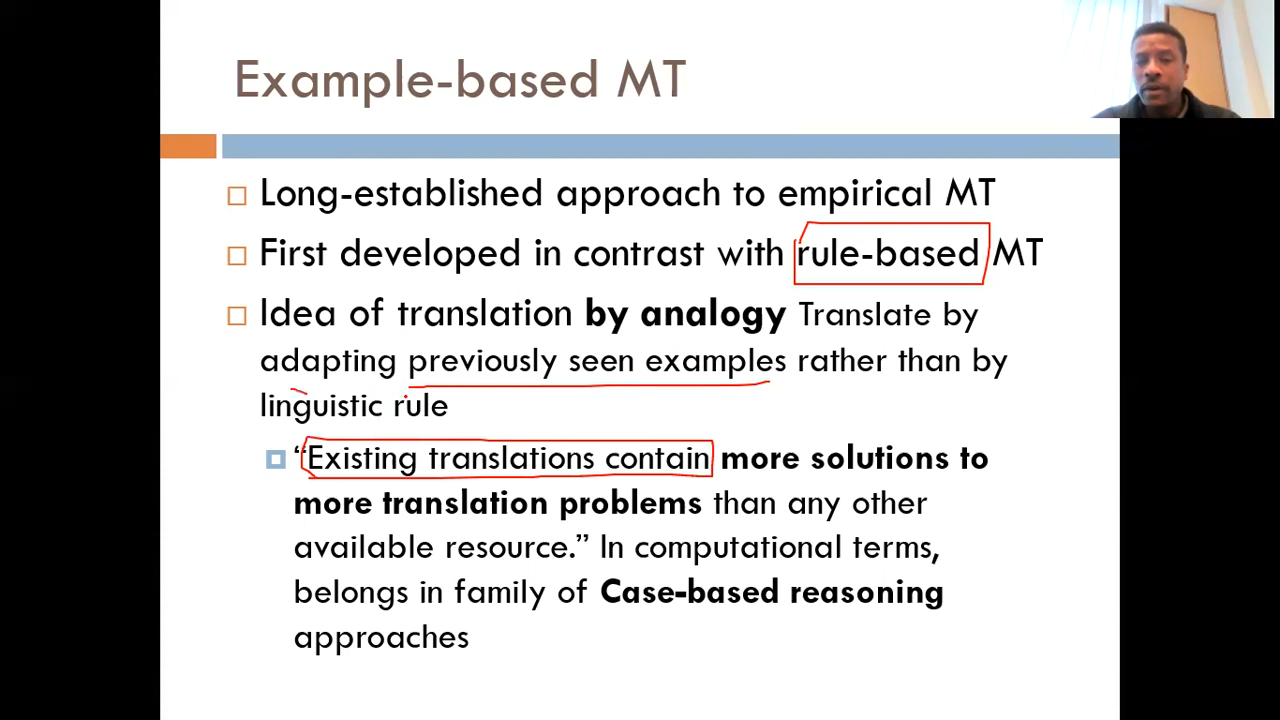 Example-based MT
Long-established approach to empirical MT
First developed in contrast with rule-based MT
Idea of translation by analogy Translate by
adapting previously seen examples rather than by
linguistic rule
“Existing translations contain more solutions to
more translation problems than any other
available resource.” In computational terms,
belongs in family of Case-based reasoning
approaches